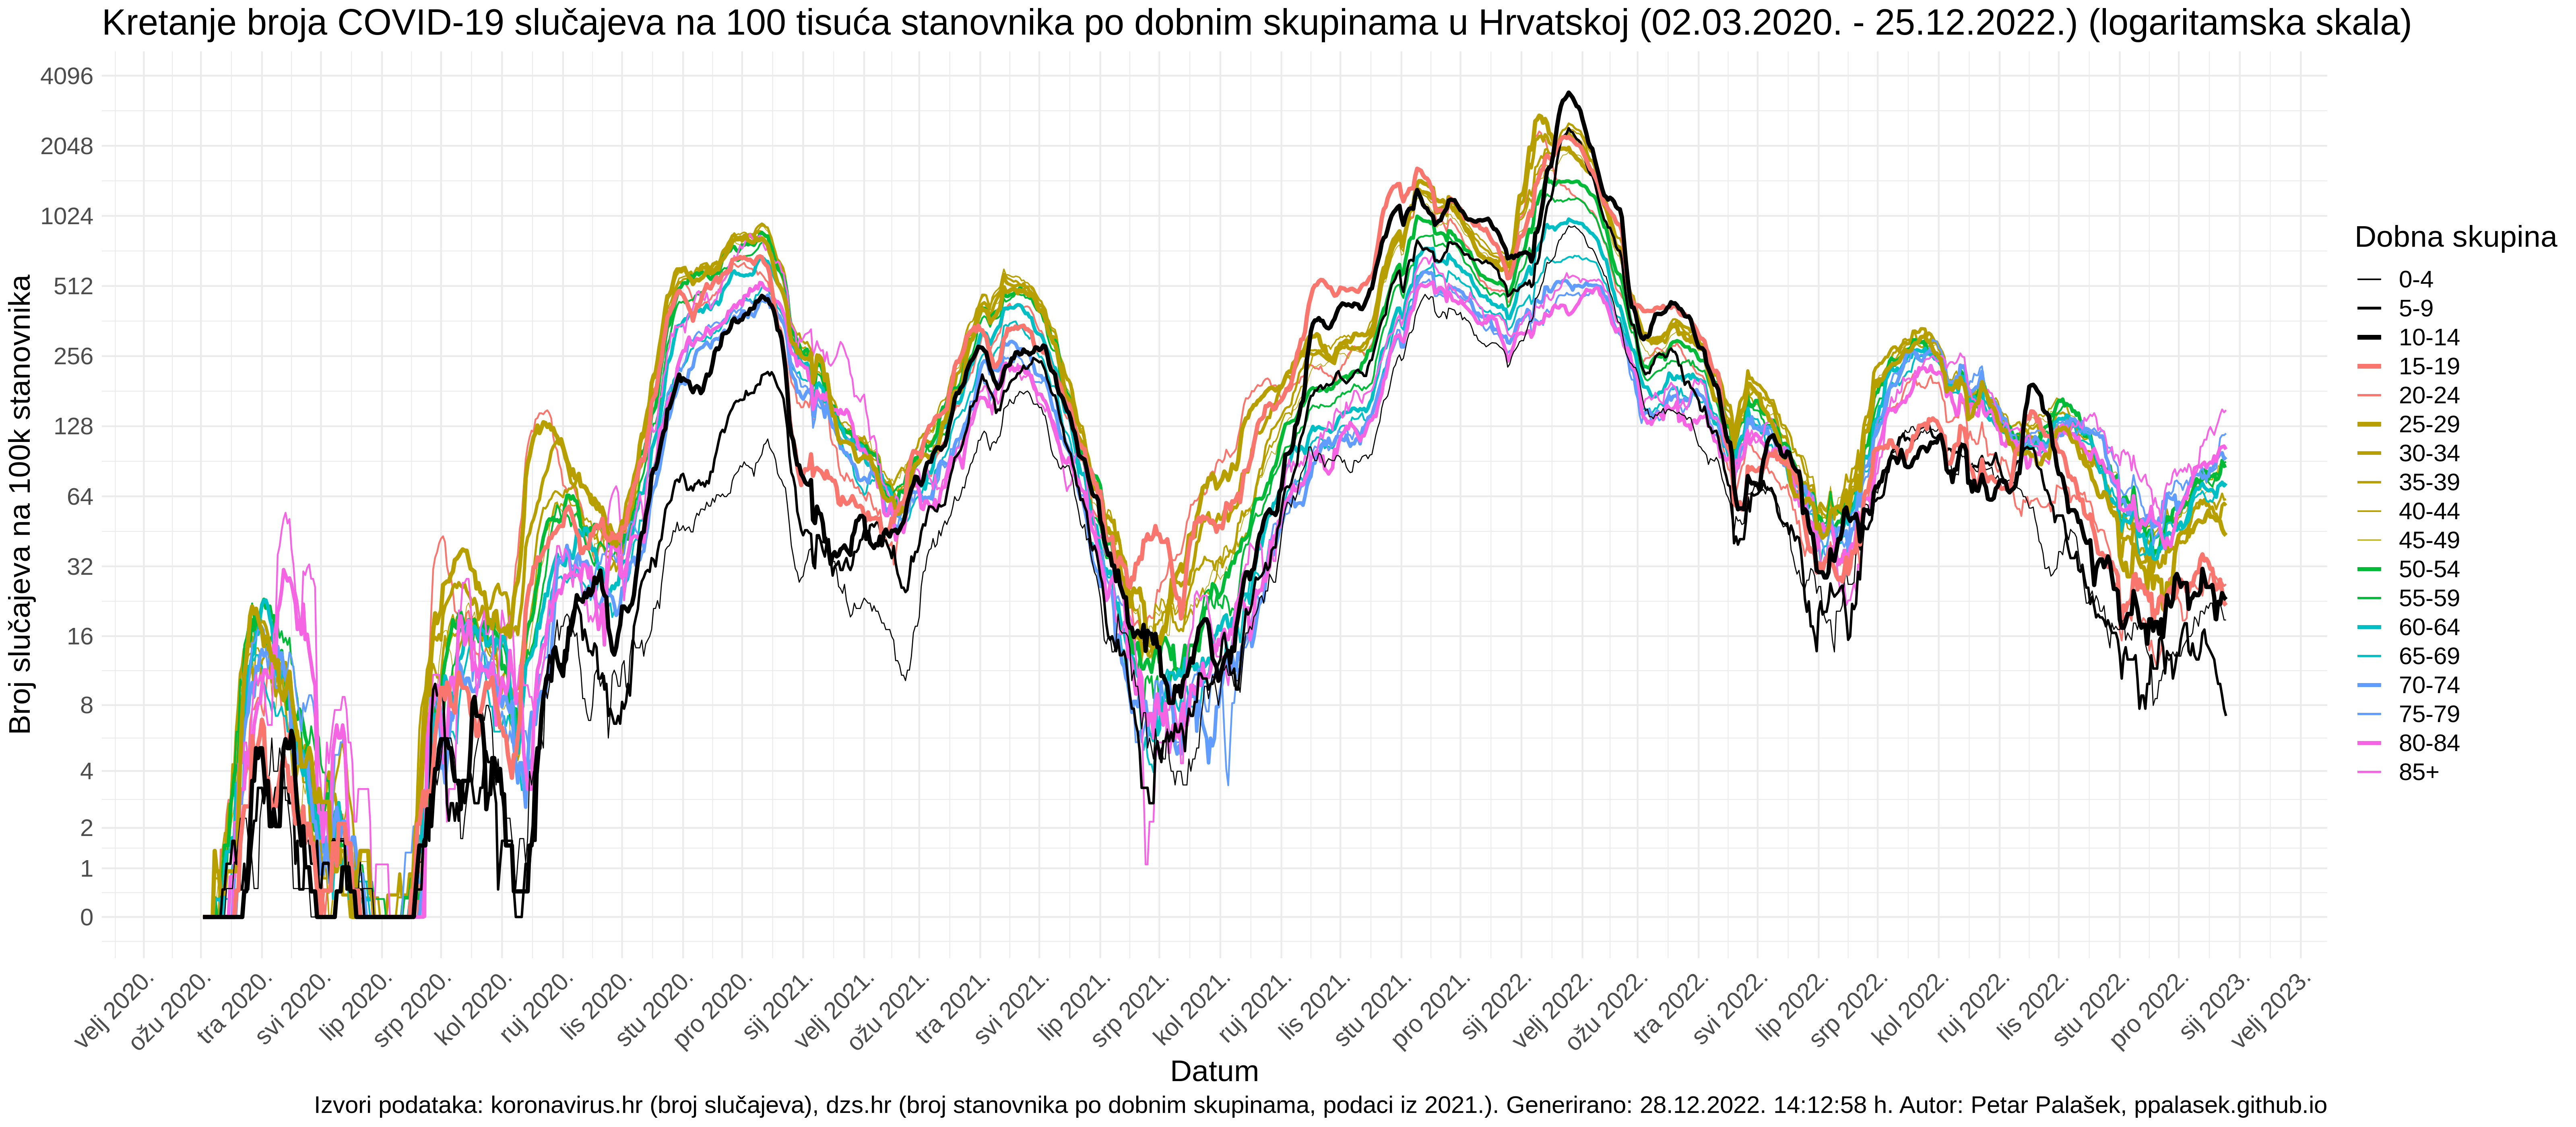 Kretanje broja COVID-19 slučajeva na 100 tisuća stanovnika po dobnim skupinama u Hrvatskoj (02.03.2020. - 25.12.2022.) (logaritamska skala)
Broj slučajeva na 100k stanovnika
4096
2048
1024
512
256
128
64
32
16
8
4
2
1
0
velj 2020.
ožu 2020.
tra 2020.
svi 2020.
lip 2020.
srp 2020.
kol 2020.
ruj 2020.
lis 2020.
stu 2020.
pro 2020.
sij 2021.
velj 2021.
ožu 2021.
tra 2021.
svi 2021.
lip 2021.
srp 2021.
kol 2021.
ruj 2021.
lis 2021.
stu 2021.
pro 2021.
sij 2022.
velj 2022.
ožu 2022.
tra 2022.
svi 2022.
lip 2022.
srp 2022.
kol 2022.
ruj 2022.
lis 2022.
stu 2022.
pro 2022.
sij 2023.
velj 2023.
Datum
Dobna skupina
0-4
5-9
10-14
15-19
20-24
25-29
30-34
35-39
40-44
45-49
50-54
55-59
60-64
65-69
70-74
75-79
80-84
85+
Izvori podataka: koronavirus.hr (broj slučajeva), dzs.hr (broj stanovnika po dobnim skupinama, podaci iz 2021.). Generirano: 28.12.2022. 14:12:58 h. Autor: Petar Palašek, ppalasek.github.io